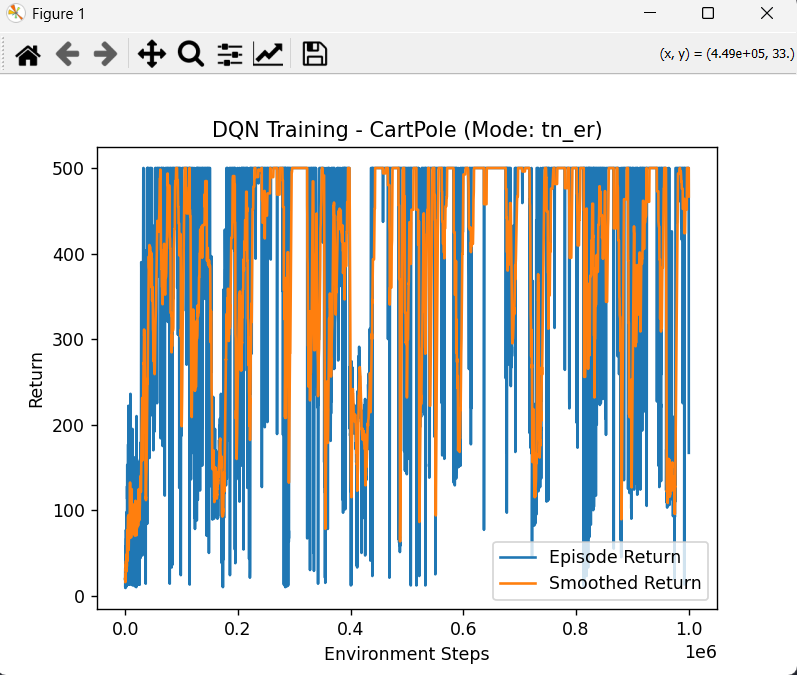 Figure 1
(x, y) = (4.49e+05, 33.)
DQN Training - CartPole (Mode: tn_er)
500
400
300
200
100
0
Return
Episode Return
Smoothed Return
0.0 0.2 0.4 0.6 0.8 1.0
1e6
Environment Steps